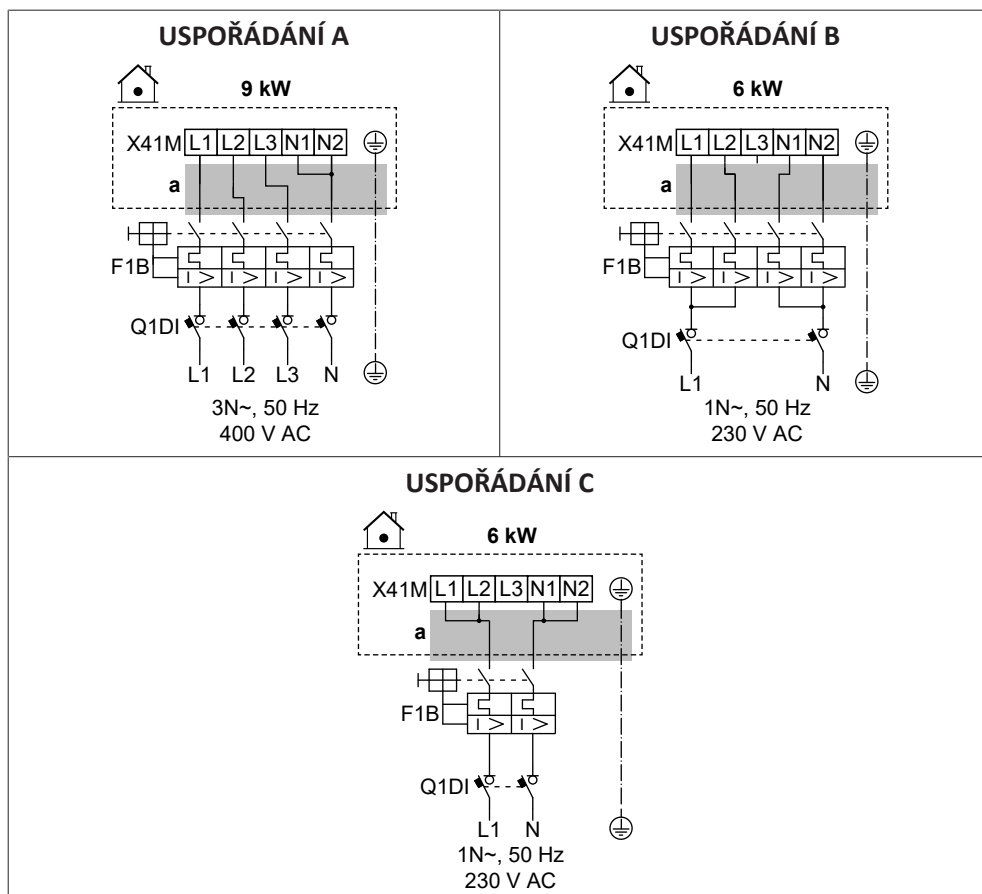 USPOŘÁDÁNÍ A
9 kW
X41M L1 L2 L3 N1 N2
a
F1B
I > I > I > I >
Q1DI
L1 L2 L3 N
3N~, 50 Hz
400 V AC
USPOŘÁDÁNÍ B
6 kW
X41M L1 L2 L3 N1 N2
a
F1B
I > I > I > I >
Q1DI
L1 N
1N~, 50 Hz
230 V AC
USPOŘÁDÁNÍ C
6 kW
X41M L1 L2 L3 N1 N2
a
F1B
I > I >
Q1DI
L1 N
1N~, 50 Hz
230 V AC